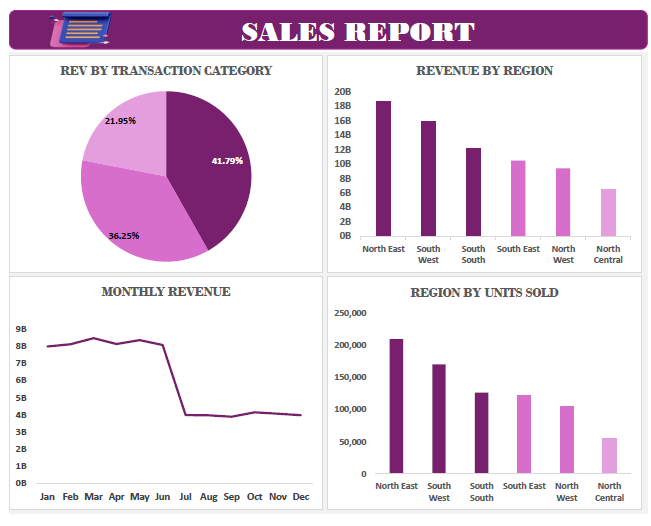 SALES REPORT
REV BY TRANSACTION CATEGORY
21.95%
41.79%
36.25%
REVENUE BY REGION
20B
18B
16B
14B
12B
10B
8B
6B
4B
2B
0B
North East South West South South South East North West North Central
MONTHLY REVENUE
9B
8B
7B
6B
5B
4B
3B
2B
1B
0B
Jan Feb Mar Apr May Jun Jul Aug Sep Oct Nov Dec
REGION BY UNITS SOLD
250,000
200,000
150,000
100,000
50,000
0
North East South West South South South East North West North Central